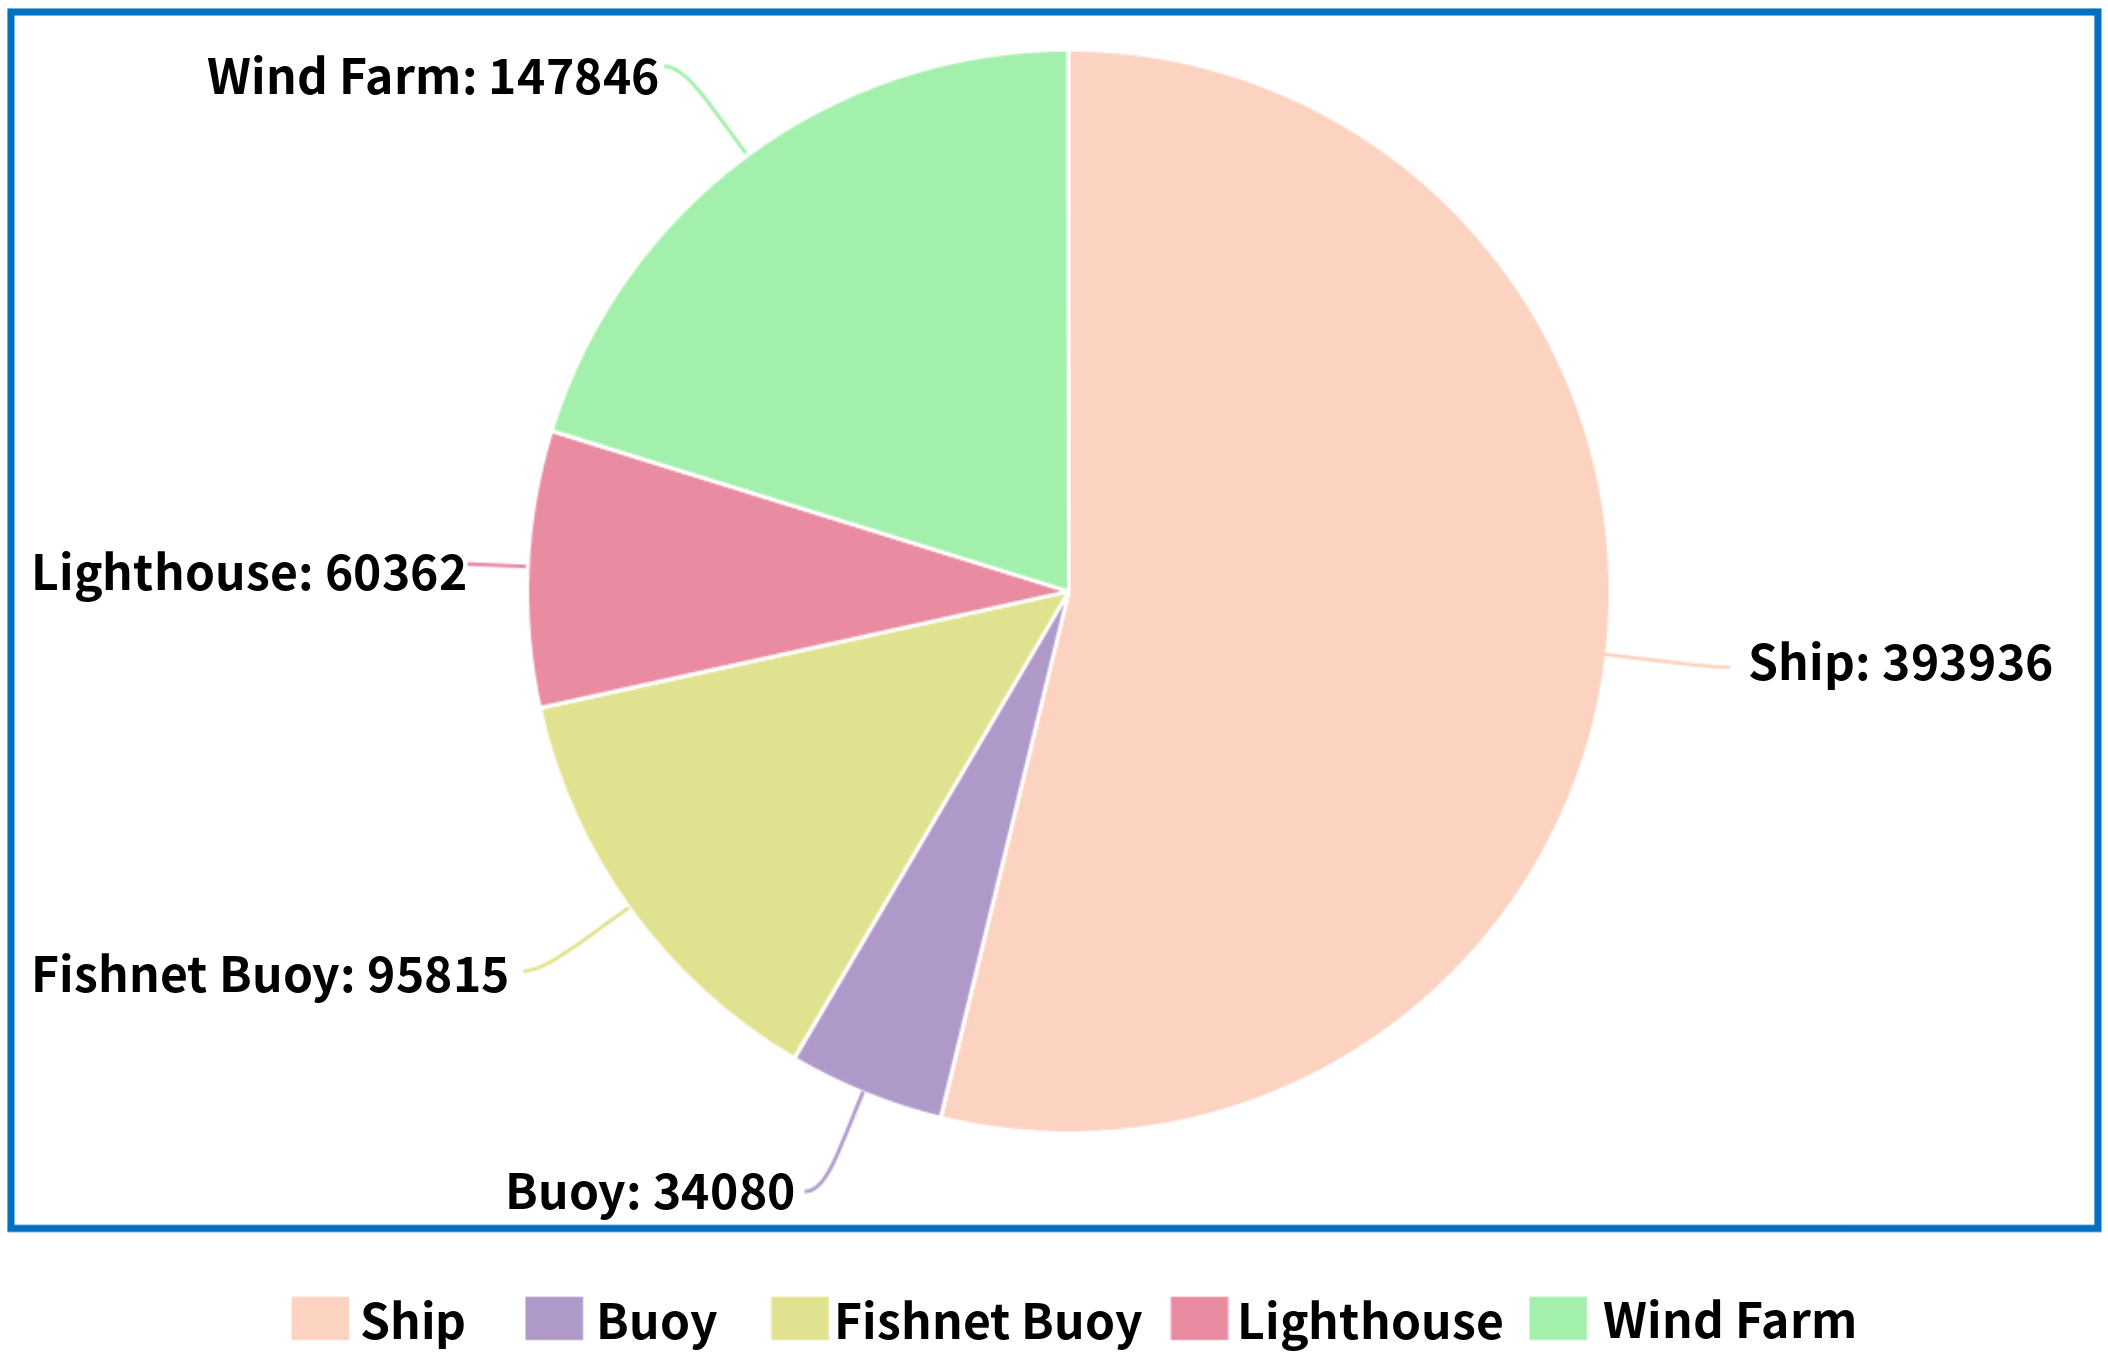 Wind Farm: 147846
Lighthouse: 60362
Ship: 393936
Fishnet Buoy: 95815
Buoy: 34080
Ship Buoy Fishnet Buoy Lighthouse Wind Farm